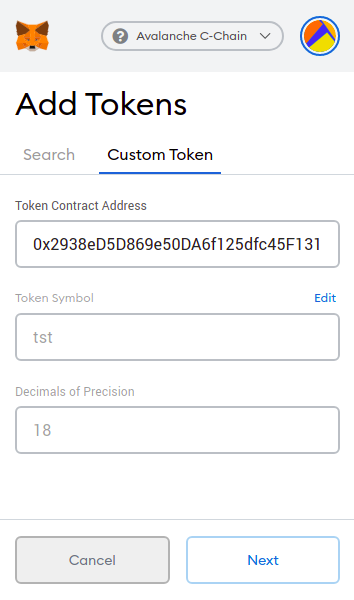 Avalanche C-Chain
Add Tokens
Search
Custom Token
Token Contract Address
0x2938eD5D869e50DA6f125dfc45F131
Token Symbol
Edit
tst
Decimals of Precision
18
Cancel
Next